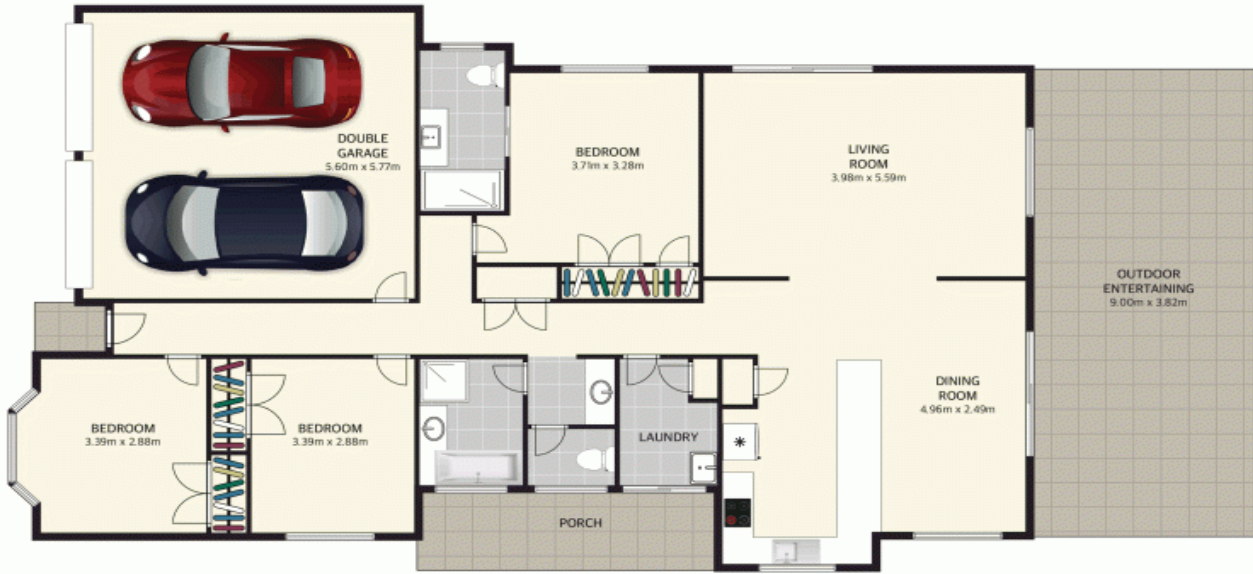 DOUBLE
GARAGE
5.60m x 5.77m
BEDROOM
3.71m x 3.28m
LIVING
ROOM
3.98m x 5.59m
OUTDOOR
ENTERTAINING
9.00m x 3.82m
DINING
ROOM
4.96m x 2.49m
BEDROOM
3.39m x 2.88m
BEDROOM
3.39m x 2.88m
LAUNDRY
PORCH